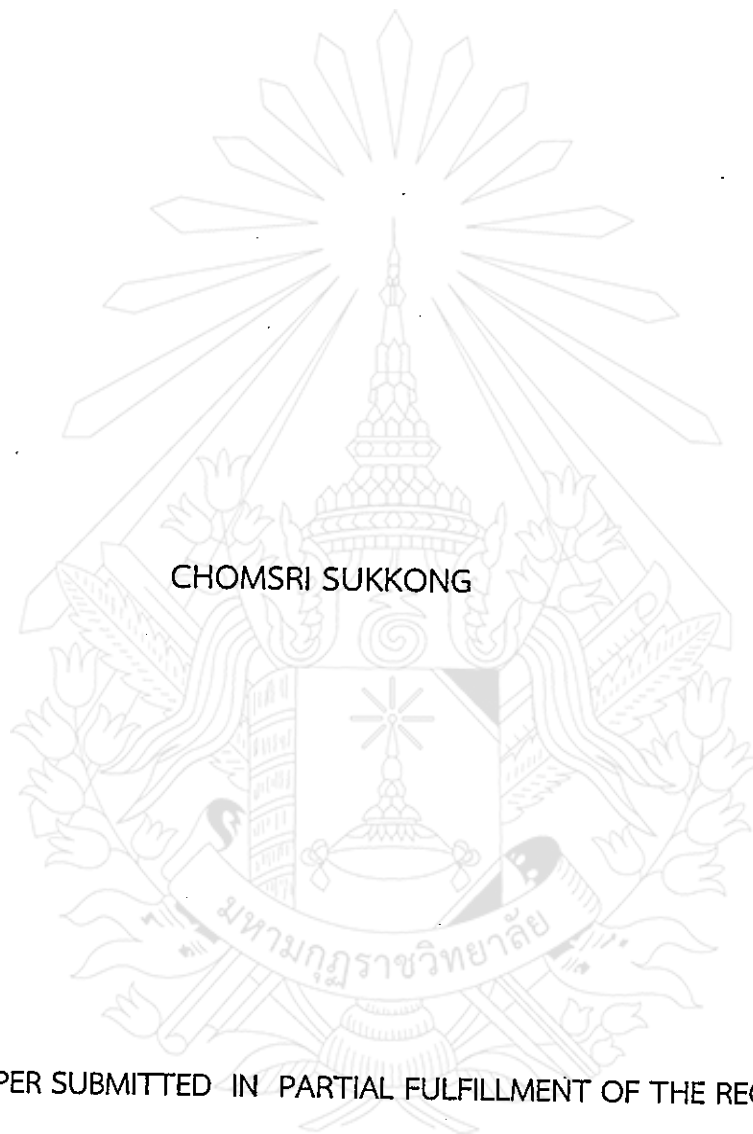 CHOMSRI SUKKONG
มหามกุฏราชวิทยาลัย
PER SUBMITTED IN PARTIAL FULFILLMENT OF THE REQ